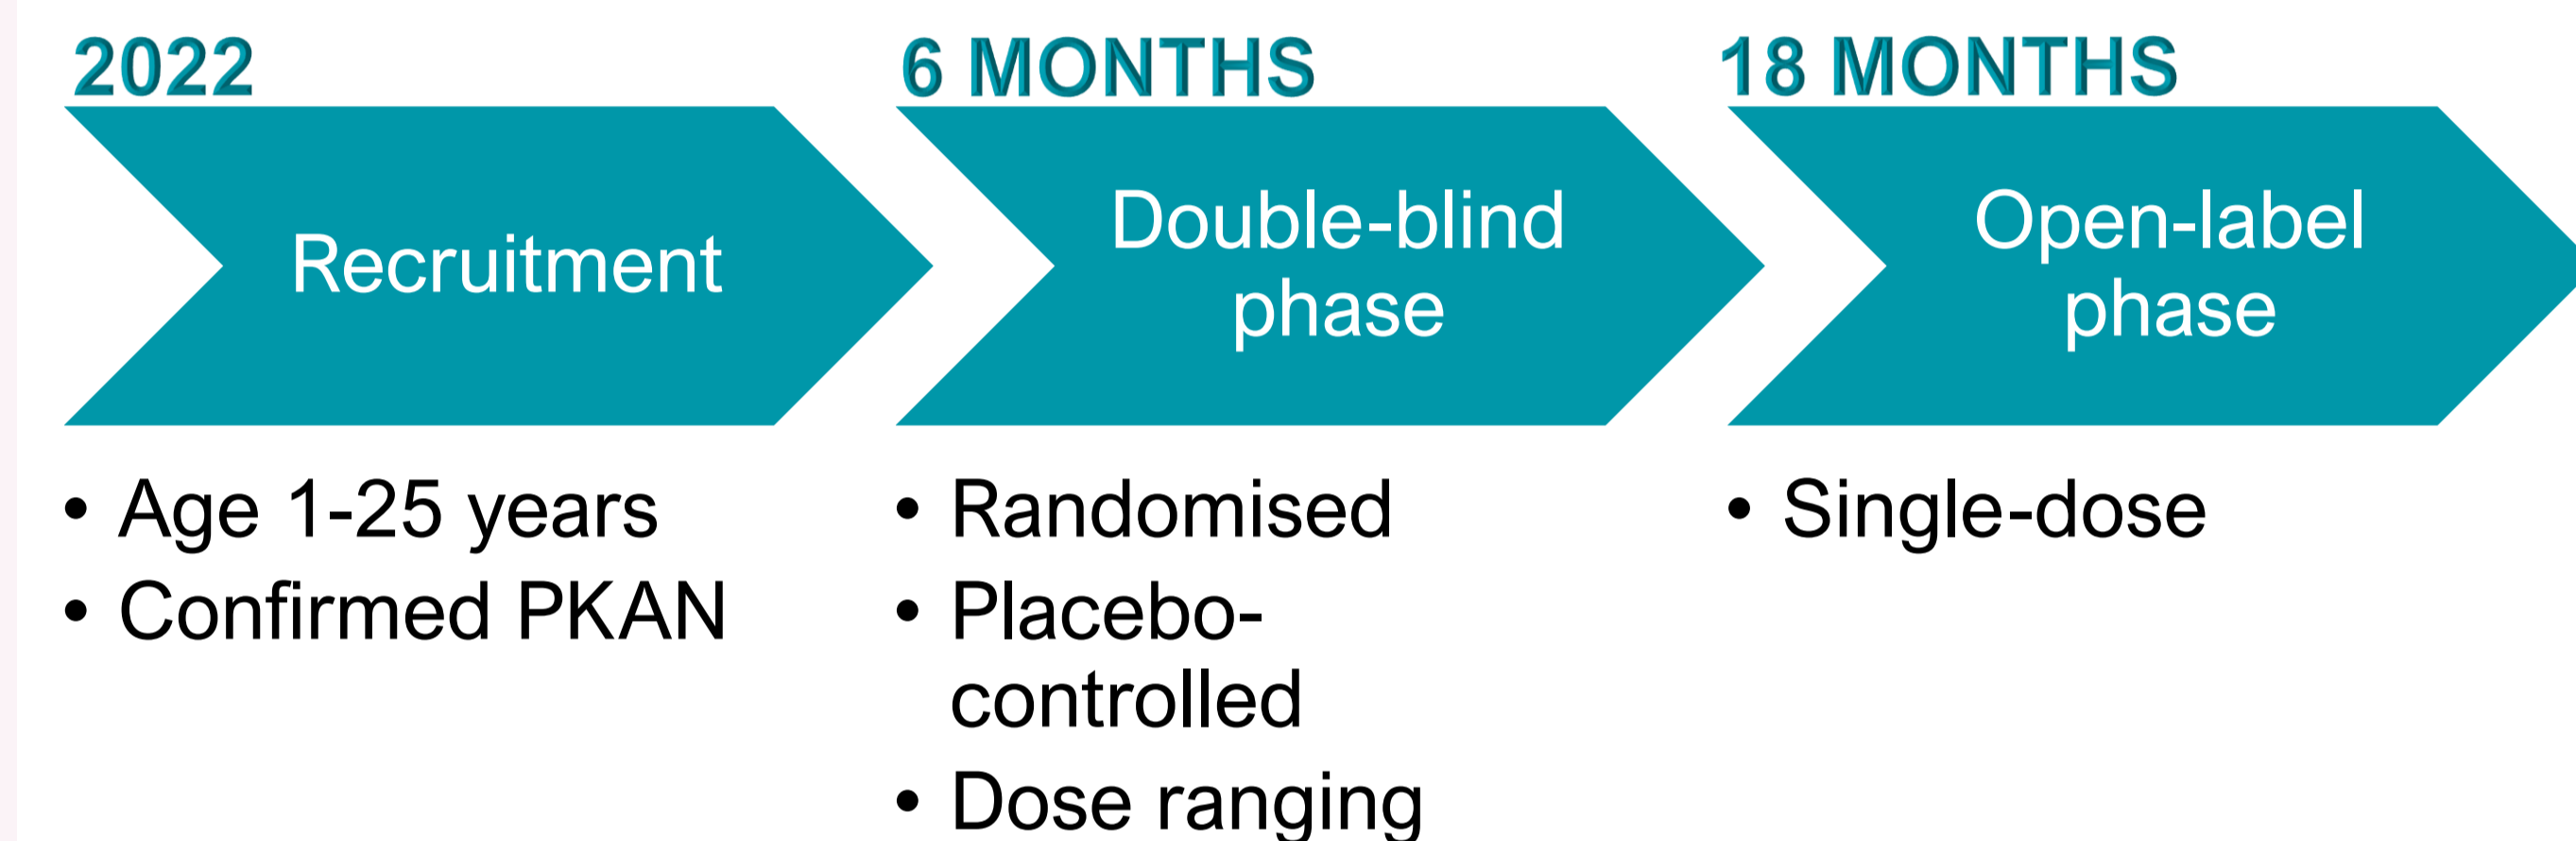 2022
Recruitment
• Age 1-25 years
• Confirmed PKAN
6 MONTHS
Double-blind
phase
• Randomised
• Placebo-
controlled
• Dose ranging
18 MONTHS
Open-label
phase
• Single-dose